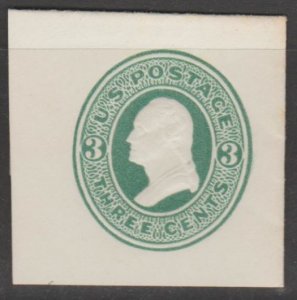 U.S. POSTAGE
3 3
THREE CENTS